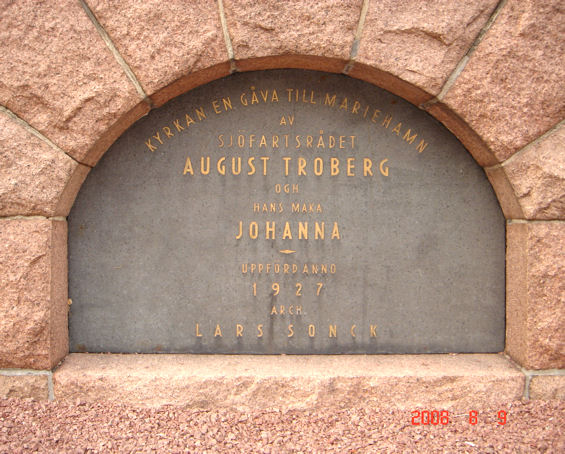 KYRKAN EN GÅVA TILL MARIEHAMN
AV
SJÖFARTSRÅDET
AUGUST TROBERG
OCH
HANS MAKA
JOHANNA
UPPFÖRD ANNO
1927
ARCH.
LARS SONCK
2008 8 9